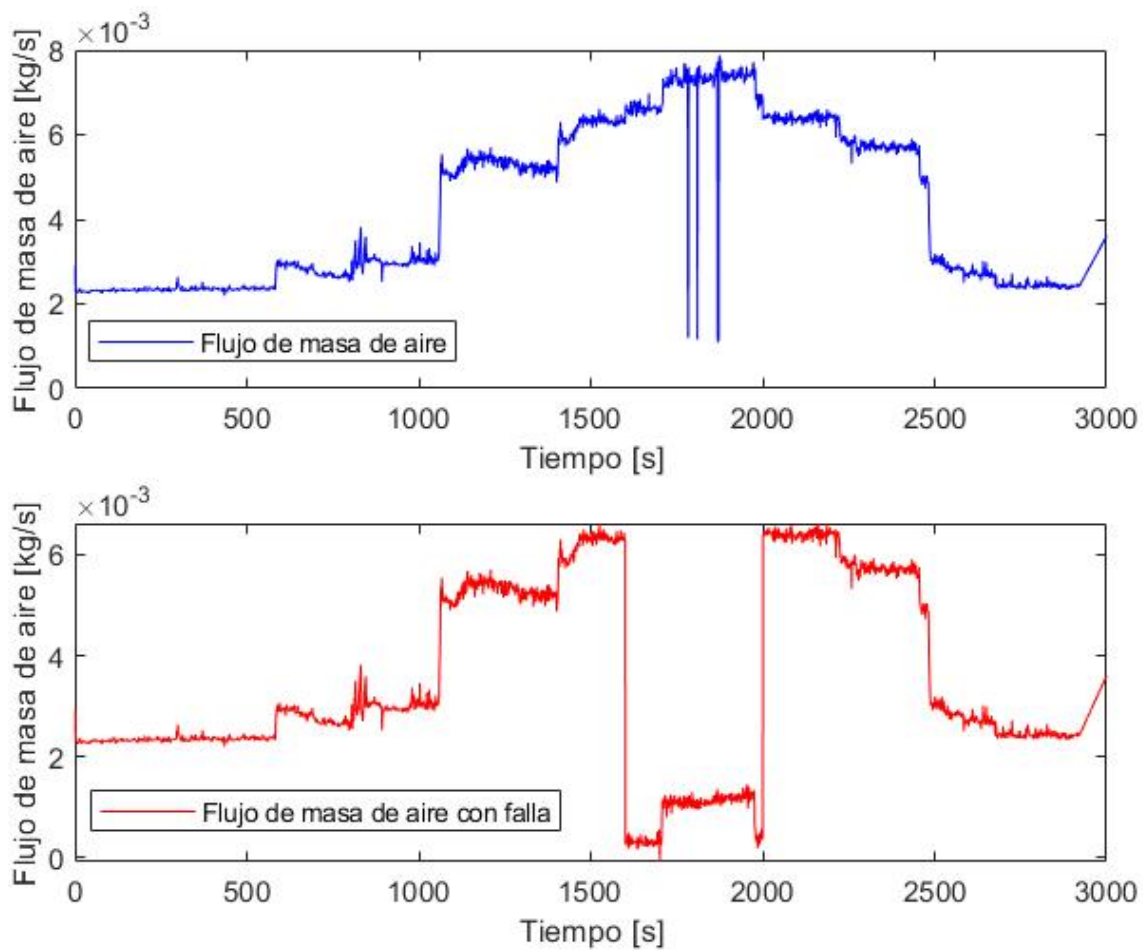 ×10⁻³
8
6
4
2
0
Flujo de masa de aire [kg/s]
Flujo de masa de aire
0 500 1000 1500 2000 2500 3000
Tiempo [s]
×10⁻³
6
4
2
0
Flujo de masa de aire [kg/s]
Flujo de masa de aire con falla
0 500 1000 1500 2000 2500 3000
Tiempo [s]